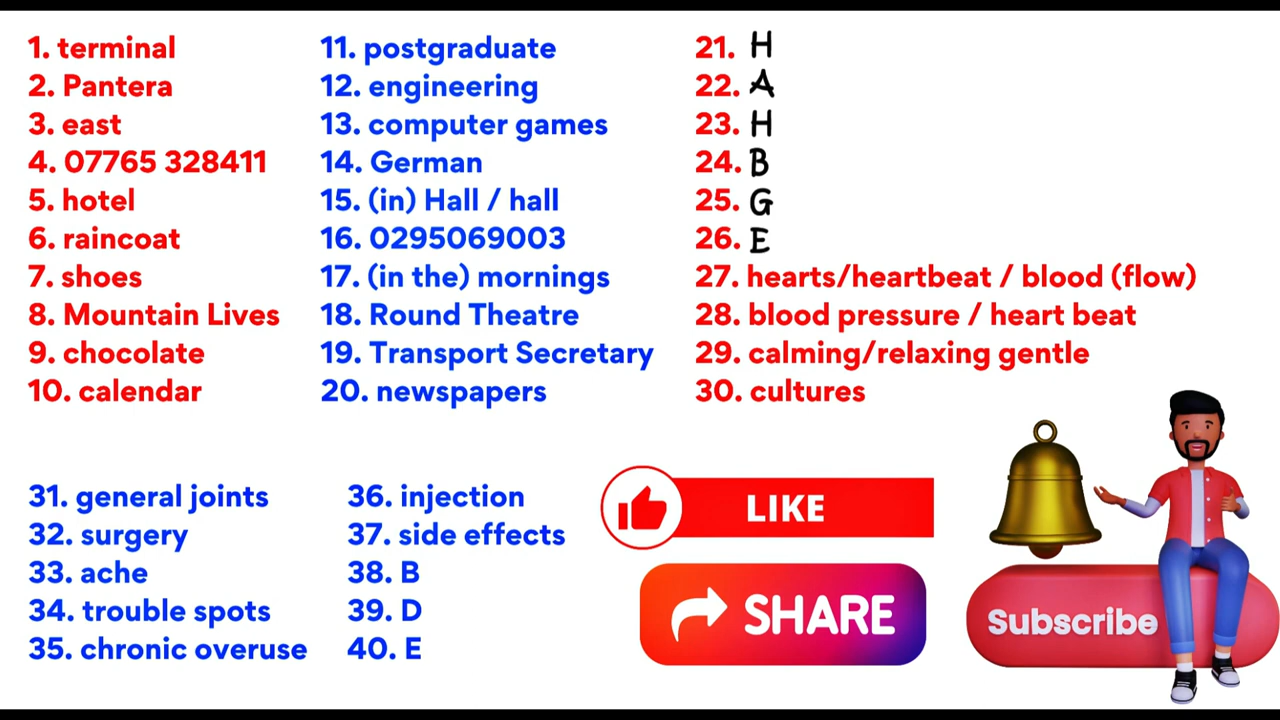 1. terminal
2. Pantera
3. east
4. 07765 328411
5. hotel
6. raincoat
7. shoes
8. Mountain Lives
9. chocolate
10. calendar
11. postgraduate
12. engineering
13. computer games
14. German
15. (in) Hall / hall
16. 0295069003
17. (in the) mornings
18. Round Theatre
19. Transport Secretary
20. newspapers
21. H
22. A
23. H
24. B
25. G
26. E
27. hearts/heartbeat / blood (flow)
28. blood pressure / heart beat
29. calming/relaxing gentle
30. cultures
31. general joints
32. surgery
33. ache
34. trouble spots
35. chronic overuse
36. injection
37. side effects
38. B
39. D
40. E
LIKE
SHARE
Subscribe